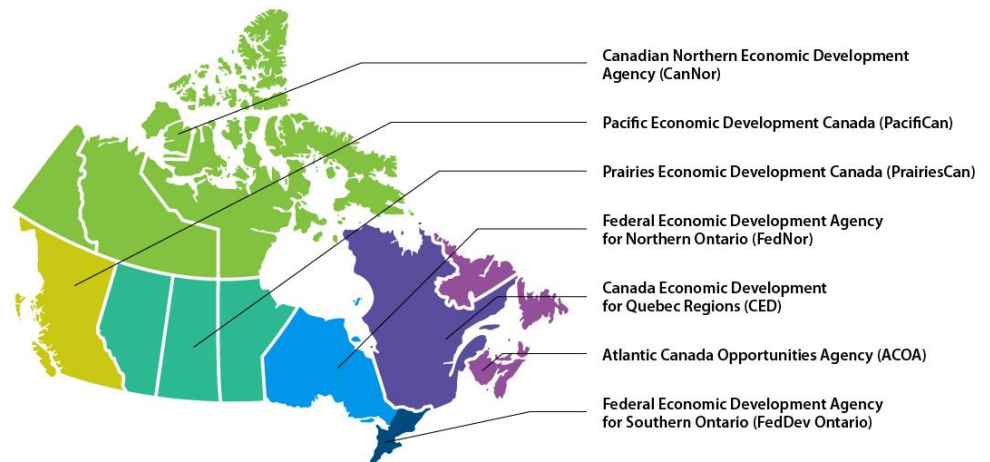 Canadian Northern Economic Development
Agency (CanNor)
Pacific Economic Development Canada (PacifiCan)
Prairies Economic Development Canada (PrairiesCan)
Federal Economic Development Agency
for Northern Ontario (FedNor)
Canada Economic Development
for Quebec Regions (CED)
Atlantic Canada Opportunities Agency (ACOA)
Federal Economic Development Agency
for Southern Ontario (FedDev Ontario)